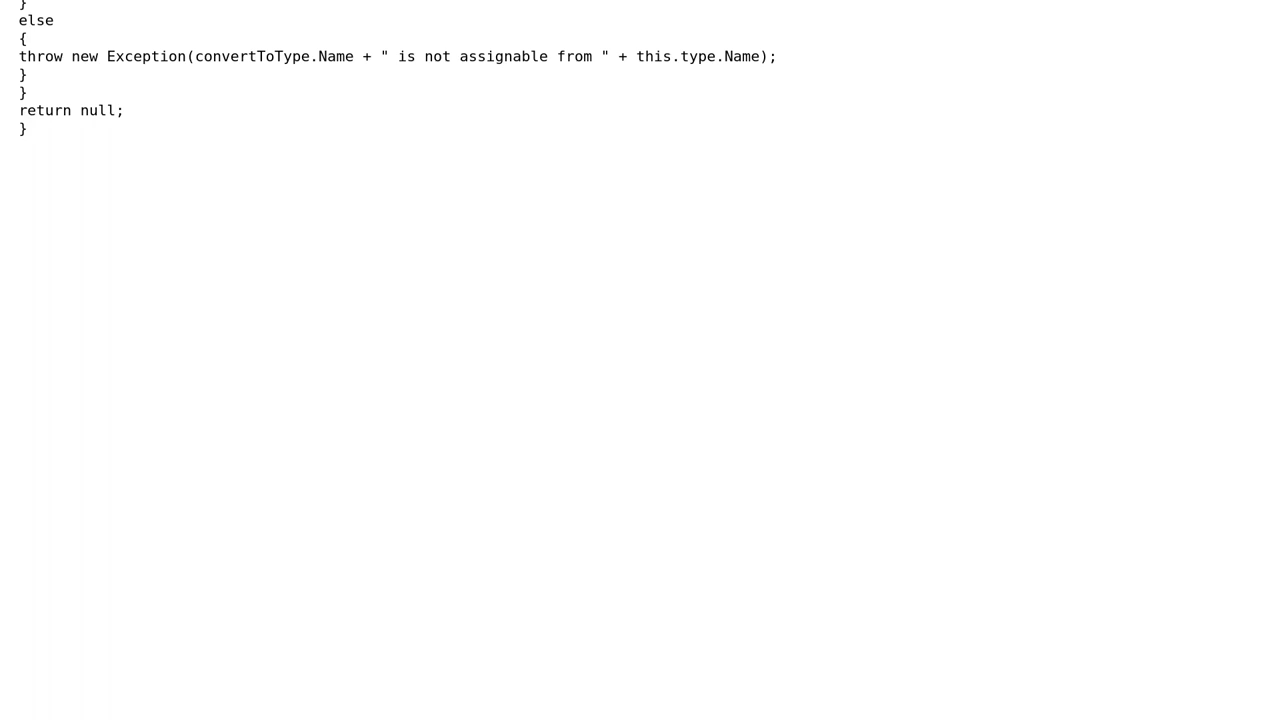 }
else
{
throw new Exception(convertToType.Name + " is not assignable from " + this.type.Name);
}
}
return null;
}